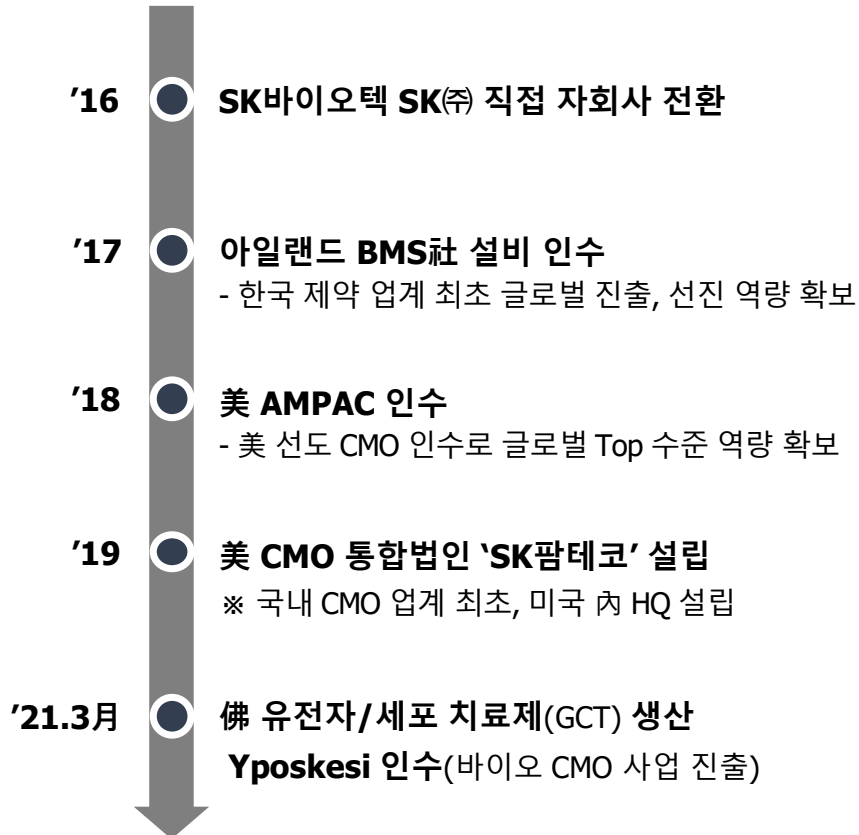 ’16 SK바이오텍 SK㈜ 직접 자회사 전환
’17 아일랜드 BMS社 설비 인수
- 한국 제약 업계 최초 글로벌 진출, 선진 역량 확보
’18 美 AMPAC 인수
- 美 선도 CMO 인수로 글로벌 Top 수준 역량 확보
’19 美 CMO 통합법인 ‘SK팜테코’ 설립
※ 국내 CMO 업계 최초, 미국 內 HQ 설립
’21.3月 佛 유전자/세포 치료제(GCT) 생산
Yposkesi 인수(바이오 CMO 사업 진출)